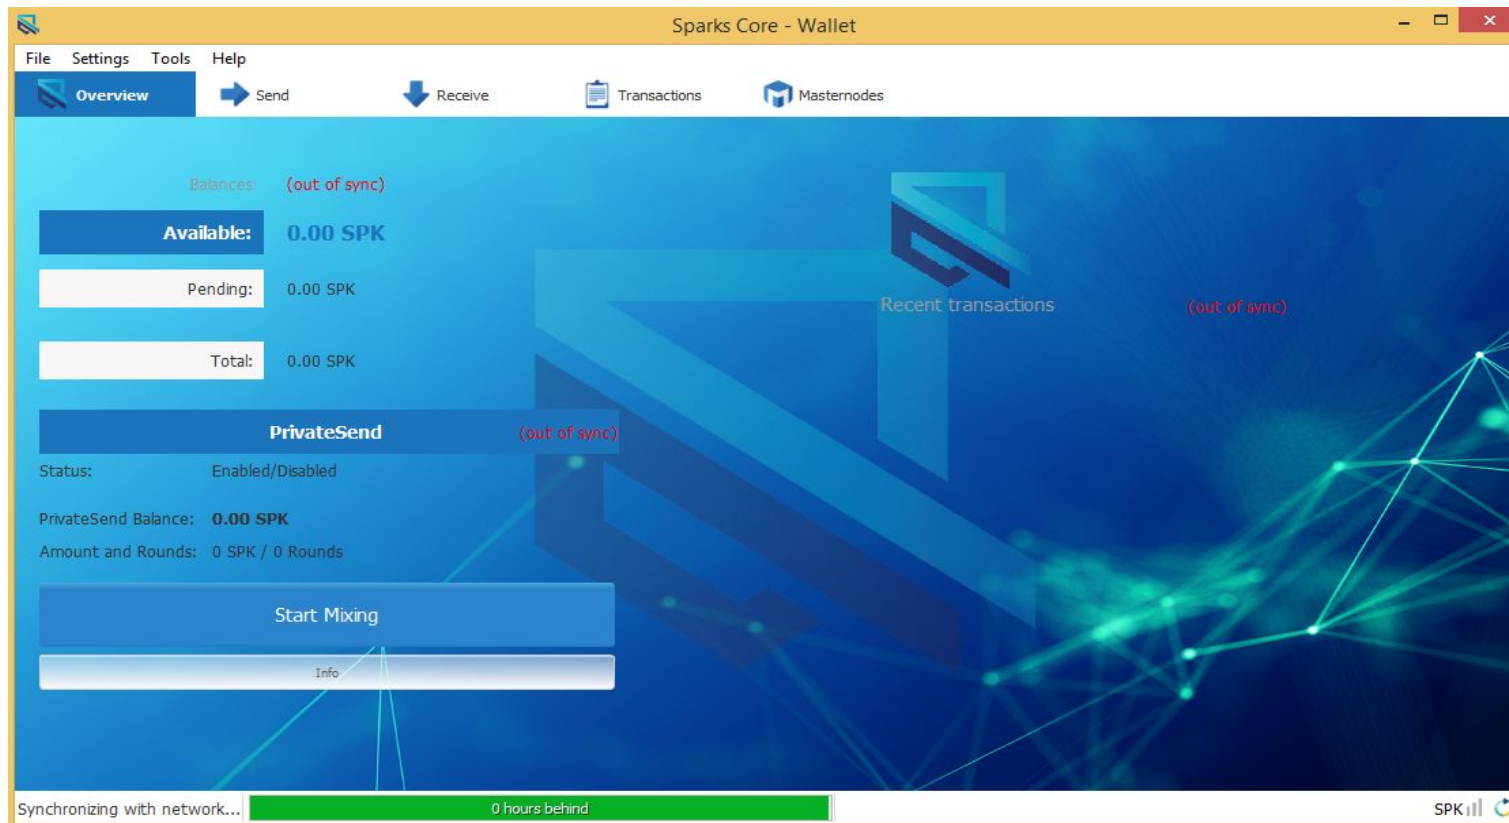 Sparks Core - Wallet
File Settings Tools Help
Overview Send Receive Transactions Masternodes
Balances (out of sync)
Available: 0.00 SPK
Pending: 0.00 SPK
Total: 0.00 SPK
Recent transactions (out of sync)
PrivateSend (out of sync)
Status: Enabled/Disabled
PrivateSend Balance: 0.00 SPK
Amount and Rounds: 0 SPK / 0 Rounds
Start Mixing
Info
Synchronizing with network... 0 hours behind SPK